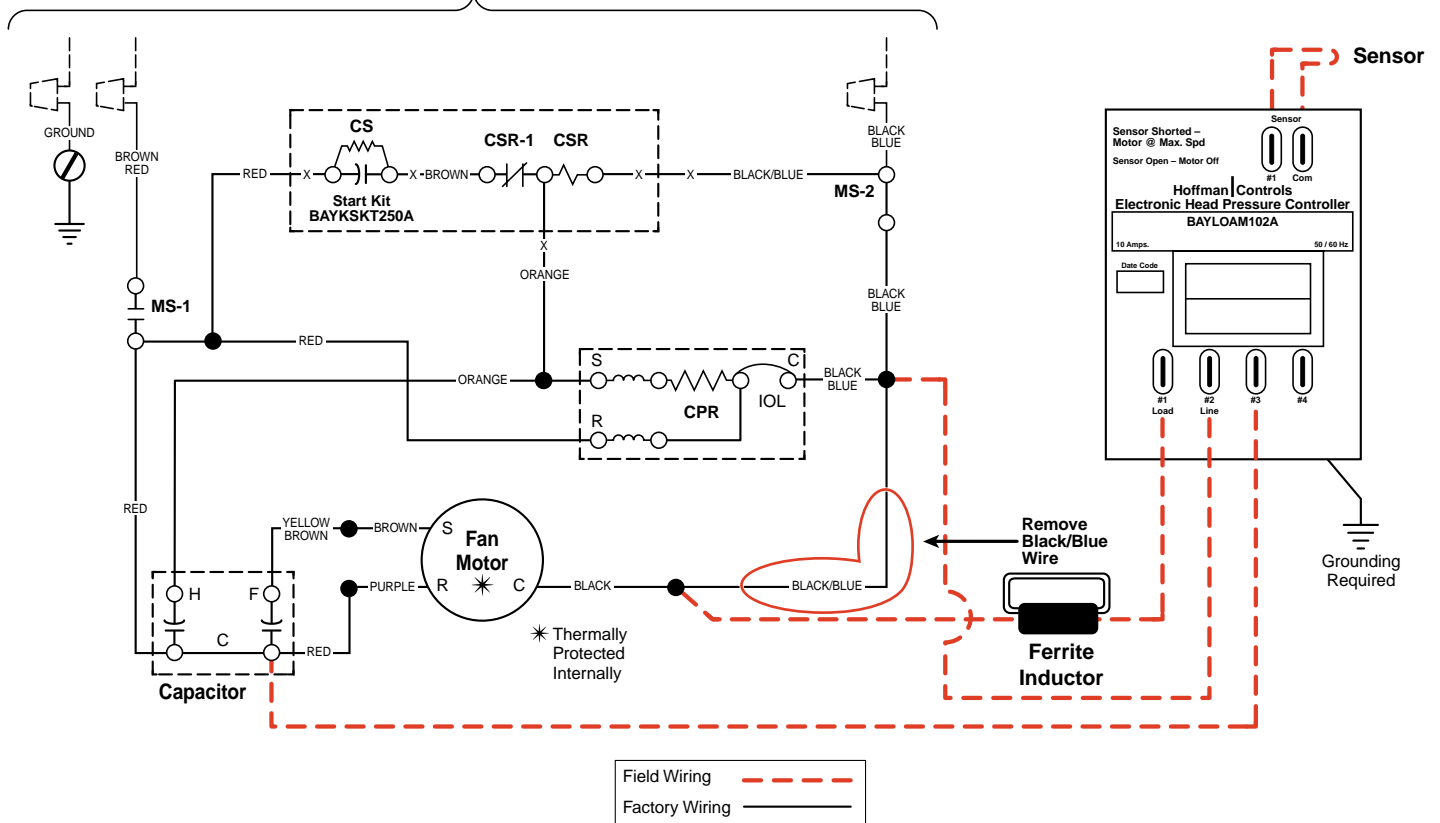 GROUND
BROWN
RED
CS
CSR-1
CSR
RED
X
X
BROWN
X
X
BLACK/BLUE
Start Kit
BAYKSKT250A
X
ORANGE
BLACK
BLUE
MS-2
BLACK
BLUE
MS-1
RED
ORANGE
S
C
CPR
IOL
R
BLACK
BLUE
RED
YELLOW
BROWN
BROWN
S
Fan
Motor
R
C
PURPLE
BLACK
BLACK/BLUE
H
F
C
RED
Capacitor
Thermally
Protected
Internally
Remove
Black/Blue
Wire
Ferrite
Inductor
Sensor
Sensor
Sensor Shorted –
Motor @ Max. Spd
Sensor Open – Motor Off
#1
Com
Hoffman Controls
Electronic Head Pressure Controller
BAYLOAM102A
10 Amps.
50 / 60 Hz
Date Code
#1
Load
#2
Line
#3
#4
Grounding
Required
Field Wiring
Factory Wiring